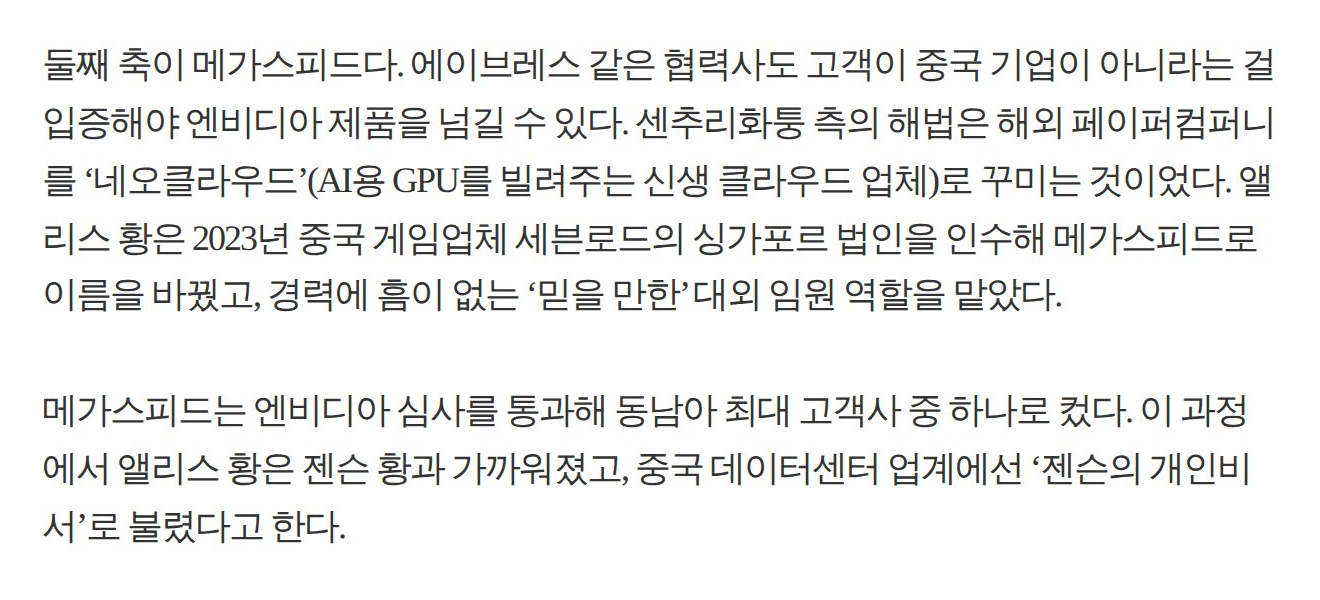 둘째 축이 메가스피드다. 에이브레스 같은 협력사도 고객이 중국 기업이 아니라는 걸
입증해야 엔비디아 제품을 넘길 수 있다. 센추리화퉁 측의 해법은 해외 페이퍼컴퍼니
를 ‘네오클라우드’(AI용 GPU를 빌려주는 신생 클라우드 업체)로 꾸미는 것이었다. 앨
리스 황은 2023년 중국 게임업체 세븐로드의 싱가포르 법인을 인수해 메가스피드로
이름을 바꿨고, 경력에 흠이 없는 ‘믿을 만한’ 대외 임원 역할을 맡았다.
메가스피드는 엔비디아 심사를 통과해 동남아 최대 고객사 중 하나로 컸다. 이 과정
에서 앨리스 황은 젠슨 황과 가까워졌고, 중국 데이터센터 업계에선 ‘젠슨의 개인비
서’로 불렸다고 한다.